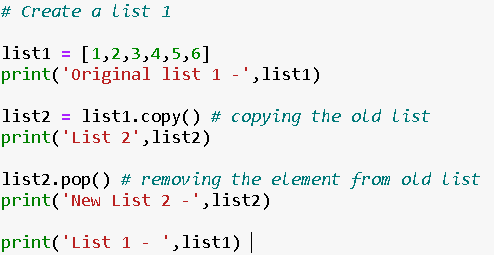 # Create a list 1
list1 = [1,2,3,4,5,6]
print('Original list 1 -',list1)
list2 = list1.copy() # copying the old list
print('List 2',list2)
list2.pop() # removing the element from old list
print('New List 2 -',list2)
print('List 1 - ',list1)